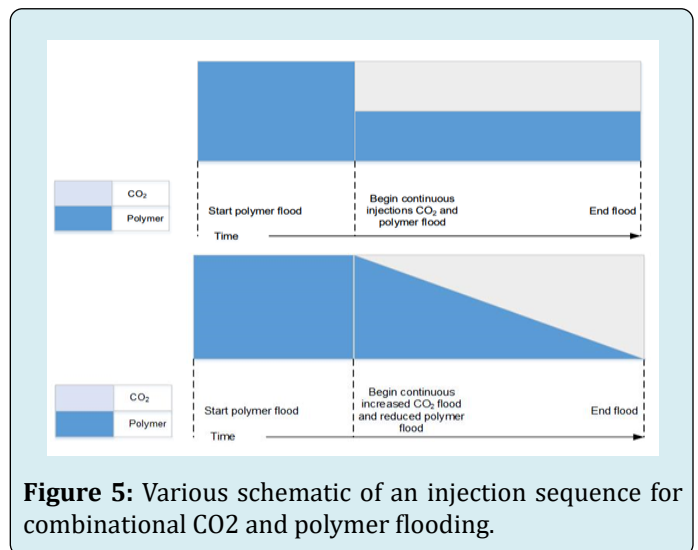 CO₂
Polymer
Start polymer flood
Begin continuous
injections CO₂ and
polymer flood
End flood
Time
CO₂
Polymer
Start polymer flood
Begin continuous
increased CO₂ flood
and reduced polymer
flood
End flood
Time
Figure 5: Various schematic of an injection sequence for
combinational CO2 and polymer flooding.